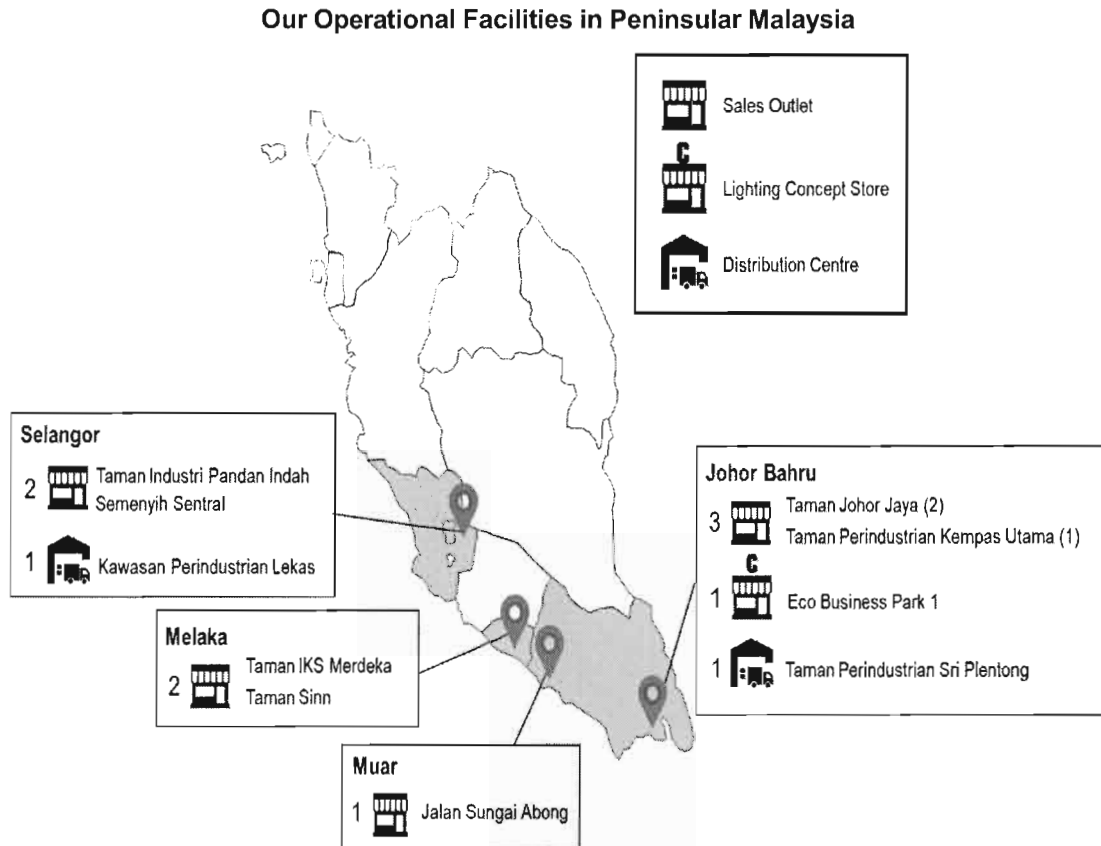 Our Operational Facilities in Peninsular Malaysia
Sales Outlet
C
Lighting Concept Store
Distribution Centre
Selangor
2 Taman Industri Pandan Indah
Semenyih Sentral
1 Kawasan Perindustrian Lekas
Melaka
2 Taman IKS Merdeka
Taman Sinn
Muar
1 Jalan Sungai Abong
Johor Bahru
3 Taman Johor Jaya (2)
Taman Perindustrian Kempas Utama (1)
C
1 Eco Business Park 1
1 Taman Perindustrian Sri Plentong